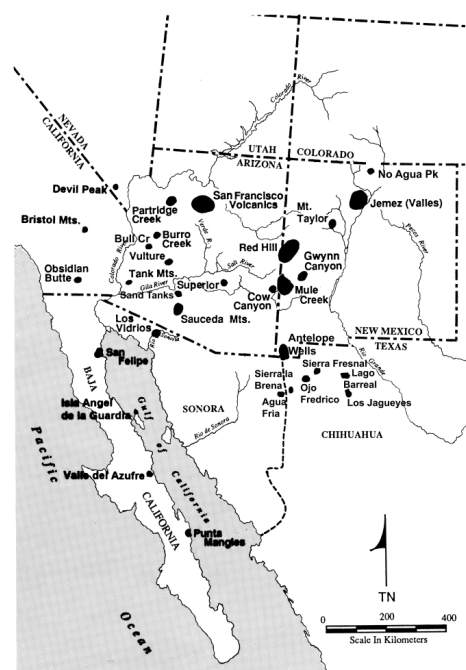 Colorado River
NEVADA
CALIFORNIA
UTAH
ARIZONA
COLORADO
No Agua Pk
Devil Peak
Partridge
Creek
San Francisco
Volcanics
Mt.
Taylor
Jemez (Valles)
Pecos River
Bristol Mts.
Bull Cr
Burro
Creek
Verde R.
Red Hill
Gwynn
Canyon
Colorado River
Vulture
Salt River
Obsidian
Butte
Tank Mts.
Gila River
Superior
Sand Tanks
Cow
Canyon
Mule
Creek
Los
Vidrios
Sauceda Mts.
NEW MEXICO
TEXAS
Antelope
Wells
Rio Grande
San
Felipe
Sierra Fresnal
Sierra la
Brena
Lago
Barreal
Ojo
Fredrico
Agua
Fria
Los Jagueyes
BAJA
Isla Angel
de la Guardia
SONORA
Rio de Sonora
CHIHUAHUA
Gulf of California
Pacific Ocean
Valle del Azufre
CALIFORNIA
Punta
Mangles
TN
0 200 400
Scale In Kilometers